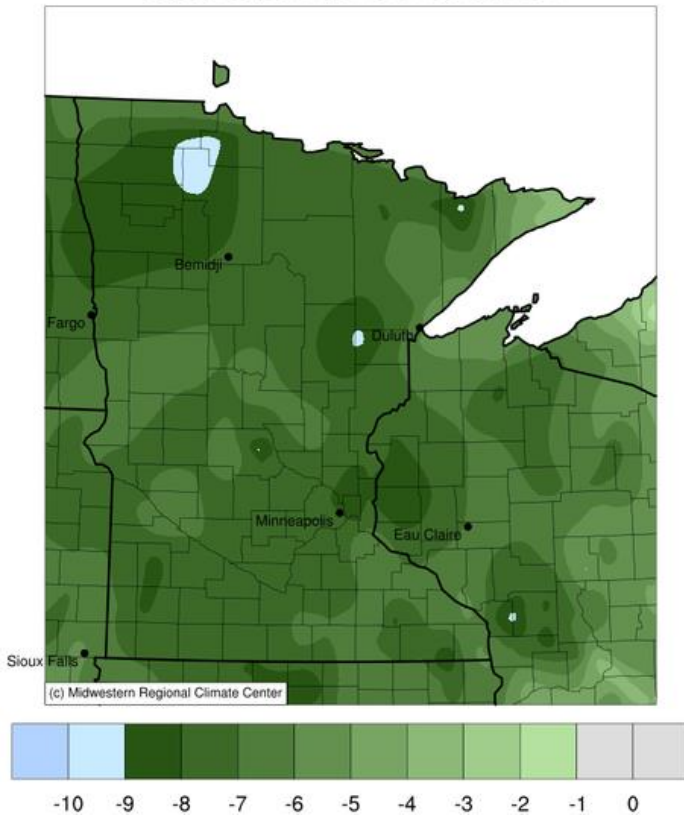 Bemidji
Fargo
Duluth
Minneapolis
Eau Claire
Sioux Falls
(c) Midwestern Regional Climate Center
-10 -9 -8 -7 -6 -5 -4 -3 -2 -1 0